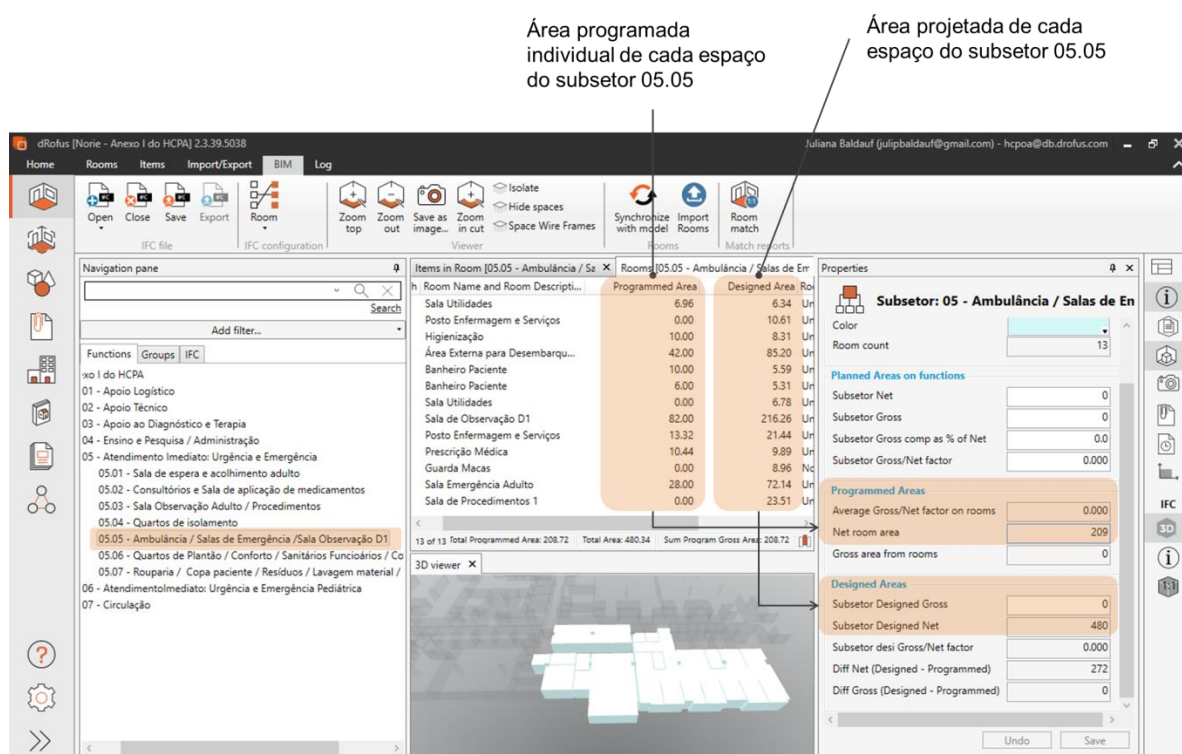 Área programada
individual de cada espaço
do subsetor 05.05
Área projetada de cada
espaço do subsetor 05.05
dRofus [Norie - Anexo I do HCPA] 2.3.39.5038
Juliana Baldauf (julipbaldauf@gmail.com) - hcpoa@db.drofus.com
Home Rooms Items Import/Export BIM Log
Open Close Save Export
IFC file
Room
IFC configuration
Zoom top
Zoom out
Save as image...
Zoom in cut
Isolate
Hide spaces
Space Wire Frames
Viewer
Synchronize with model
Import Rooms
Rooms
Room match
Match reports
Navigation pane
Search
Add filter...
Functions Groups IFC
xo I do HCPA
01 - Apoio Logístico
02 - Apoio Técnico
03 - Apoio ao Diagnóstico e Terapia
04 - Ensino e Pesquisa / Administração
05 - Atendimento Imediato: Urgência e Emergência
05.01 - Sala de espera e acolhimento adulto
05.02 - Consultórios e Sala de aplicação de medicamentos
05.03 - Sala Observação Adulto / Procedimentos
05.04 - Quartos de isolamento
05.05 - Ambulância / Salas de Emergência /Sala Observação D1
05.06 - Quartos de Plantão / Conforto / Sanitários Funcioários / Co
05.07 - Rouparia / Copa paciente / Resíduos / Lavagem material /
06 - AtendimentoImediato: Urgência e Emergência Pediátrica
07 - Circulação
Items in Room [05.05 - Ambulância / Sa Rooms [05.05 - Ambulância / Salas de Em
h Room Name and Room Descripti... Programmed Area Designed Area Ro
Sala Utilidades 6.96 6.34 Un
Posto Enfermagem e Serviços 0.00 10.61 Un
Higienização 10.00 8.31 Un
Área Externa para Desembarqu... 42.00 85.20 Un
Banheiro Paciente 10.00 5.59 Un
Banheiro Paciente 6.00 5.31 Un
Sala Utilidades 0.00 6.78 Un
Sala de Observação D1 82.00 216.26 Un
Posto Enfermagem e Serviços 13.32 21.44 Un
Prescrição Médica 10.44 9.89 Un
Guarda Macas 0.00 8.96 Nc
Sala Emergência Adulto 28.00 72.14 Un
Sala de Procedimentos 1 0.00 23.51 Un
13 of 13 Total Programmed Area: 208.72 Total Area: 480.34 Sum Program Gross Area: 208.72
3D viewer
Properties
Subsetor: 05 - Ambulância / Salas de En
Color
Room count 13
Planned Areas on functions
Subsetor Net 0
Subsetor Gross 0
Subsetor Gross comp as % of Net 0.0
Subsetor Gross/Net factor 0.000
Programmed Areas
Average Gross/Net factor on rooms 0.000
Net room area 209
Gross area from rooms 0
Designed Areas
Subsetor Designed Gross 0
Subsetor Designed Net 480
Subsetor desi Gross/Net factor 0.000
Diff Net (Designed - Programmed) 272
Diff Gross (Designed - Programmed) 0
Undo Save
IFC
3D
1:1